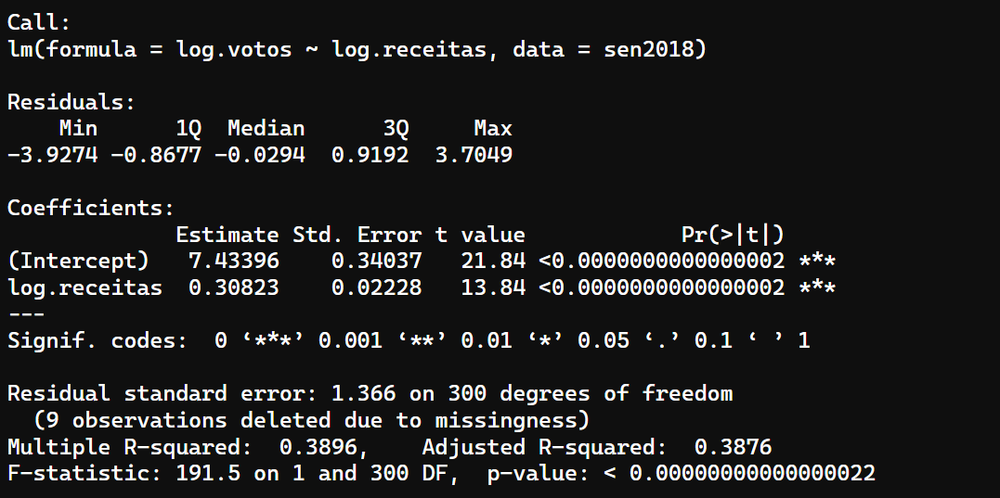 Call:
lm(formula = log.votos ~ log.receitas, data = sen2018)
Residuals:
    Min      1Q  Median      3Q     Max
-3.9274 -0.8677 -0.0294  0.9192  3.7049
Coefficients:
             Estimate Std. Error t value            Pr(>|t|)
(Intercept)   7.43396    0.34037   21.84 <0.0000000000000002 ***
log.receitas  0.30823    0.02228   13.84 <0.0000000000000002 ***
---
Signif. codes:  0 ‘***’ 0.001 ‘**’ 0.01 ‘*’ 0.05 ‘.’ 0.1 ‘ ’ 1
Residual standard error: 1.366 on 300 degrees of freedom
  (9 observations deleted due to missingness)
Multiple R-squared:  0.3896,    Adjusted R-squared:  0.3876
F-statistic: 191.5 on 1 and 300 DF,  p-value: < 0.00000000000000022